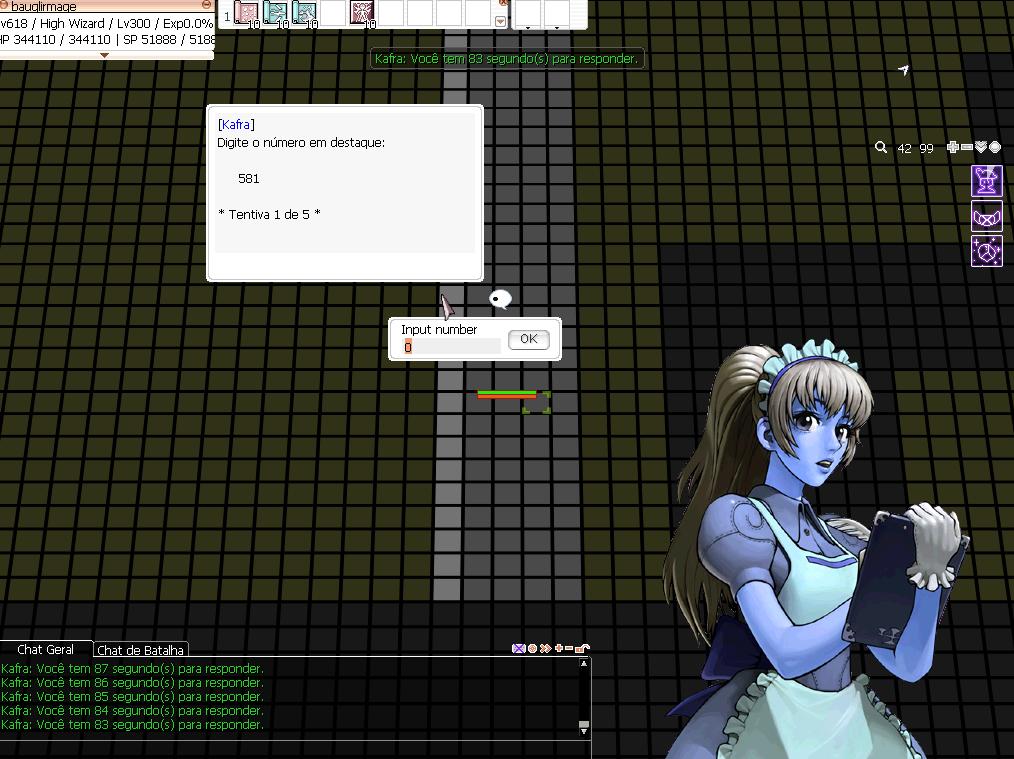 bauglirmage
v618 / High Wizard / Lv300 / Exp0.0%
HP 344110 / 344110 | SP 51888 / 5188
1
10
10
10
10
Kafra: Você tem 83 segundo(s) para responder.
[Kafra]
Digite o número em destaque:
581
* Tentiva 1 de 5 *
42 99
Input number
0
OK
Chat Geral
Chat de Batalha
Kafra: Você tem 87 segundo(s) para responder.
Kafra: Você tem 86 segundo(s) para responder.
Kafra: Você tem 85 segundo(s) para responder.
Kafra: Você tem 84 segundo(s) para responder.
Kafra: Você tem 83 segundo(s) para responder.